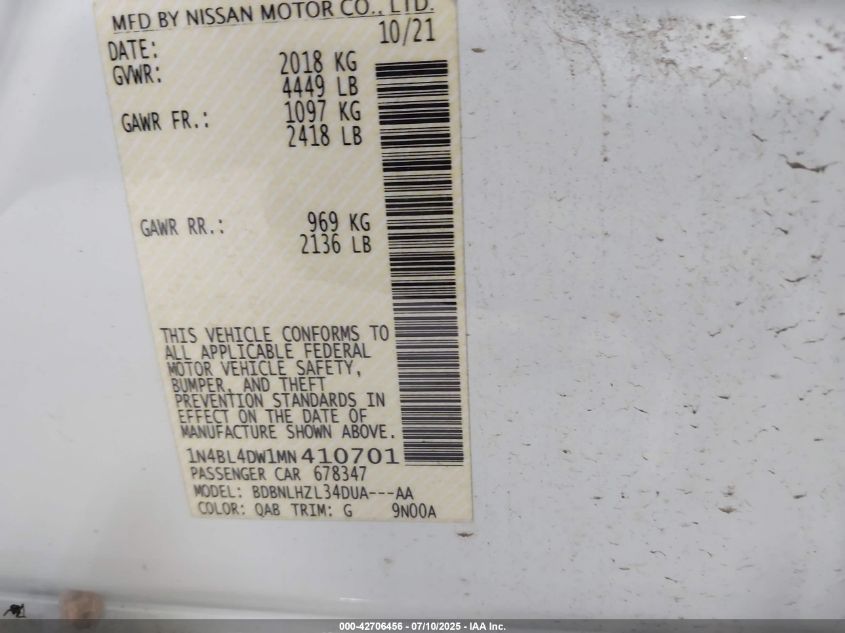 MFD BY NISSAN MOTOR CO., LTD.
DATE: 10/21
GVWR: 2018 KG
4449 LB
GAWR FR.: 1097 KG
2418 LB
GAWR RR.: 969 KG
2136 LB
THIS VEHICLE CONFORMS TO
ALL APPLICABLE FEDERAL
MOTOR VEHICLE SAFETY,
BUMPER, AND THEFT
PREVENTION STANDARDS IN
EFFECT ON THE DATE OF
MANUFACTURE SHOWN ABOVE.
1N4BL4DW1MN410701
PASSENGER CAR 678347
MODEL: BDBNLHZL34DUA---AA
COLOR: QAB TRIM: G 9N00A
000-42706456 - 07/10/2025 - IAA Inc.